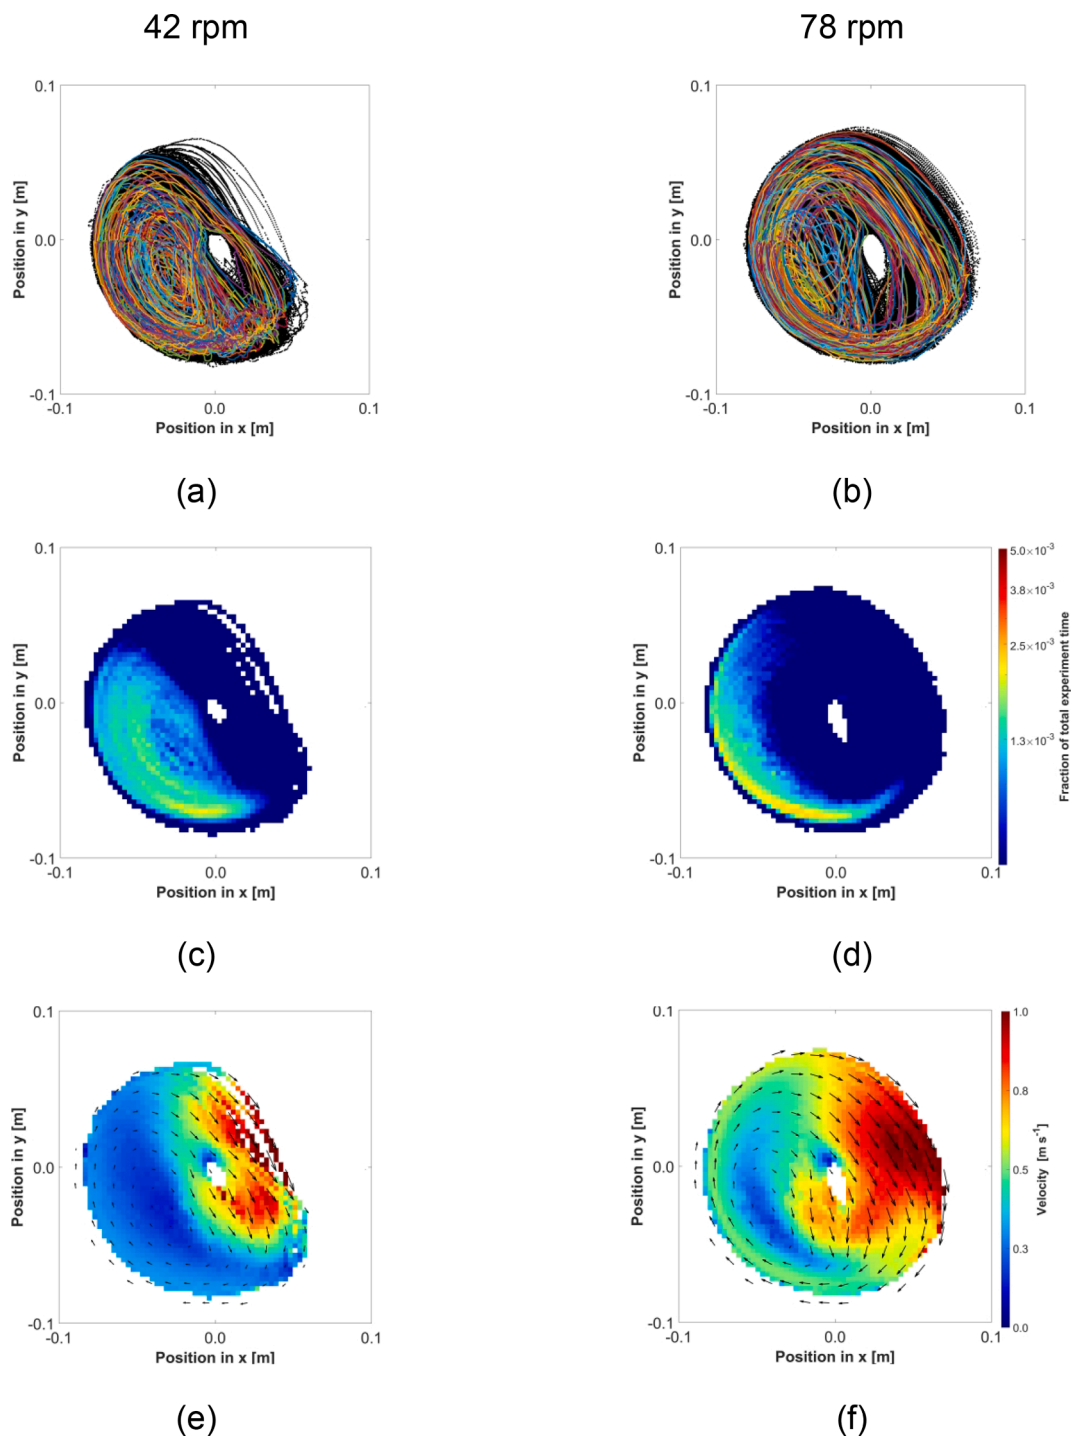 42 rpm
78 rpm
0.1
0.0
-0.1
-0.1
0.0
0.1
Position in y [m]
Position in x [m]
0.1
0.0
-0.1
-0.1
0.0
0.1
Position in y [m]
Position in x [m]
(a)
(b)
0.1
0.0
-0.1
-0.1
0.0
0.1
Position in y [m]
Position in x [m]
0.1
0.0
-0.1
-0.1
0.0
0.1
Position in y [m]
Position in x [m]
5.0×10⁻³
3.8×10⁻³
2.5×10⁻³
1.3×10⁻³
Fraction of total experiment time
(c)
(d)
0.1
0.0
-0.1
-0.1
0.0
0.1
Position in y [m]
Position in x [m]
0.1
0.0
-0.1
-0.1
0.0
0.1
Position in y [m]
Position in x [m]
1.0
0.8
0.5
0.3
0.0
Velocity [m s⁻¹]
(e)
(f)